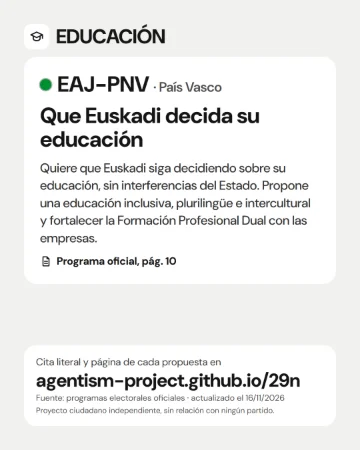 EDUCACIÓN
EAJ-PNV · País Vasco
Que Euskadi decida su
educación
Quiere que Euskadi siga decidiendo sobre su
educación, sin interferencias del Estado. Propone
una educación inclusiva, plurilingüe e intercultural
y fortalecer la Formación Profesional Dual con las
empresas.
Programa oficial, pág. 10
Cita literal y página de cada propuesta en
agentism-project.github.io/29n
Fuente: programas electorales oficiales · actualizado el 16/11/2026
Proyecto ciudadano independiente, sin relación con ningún partido.